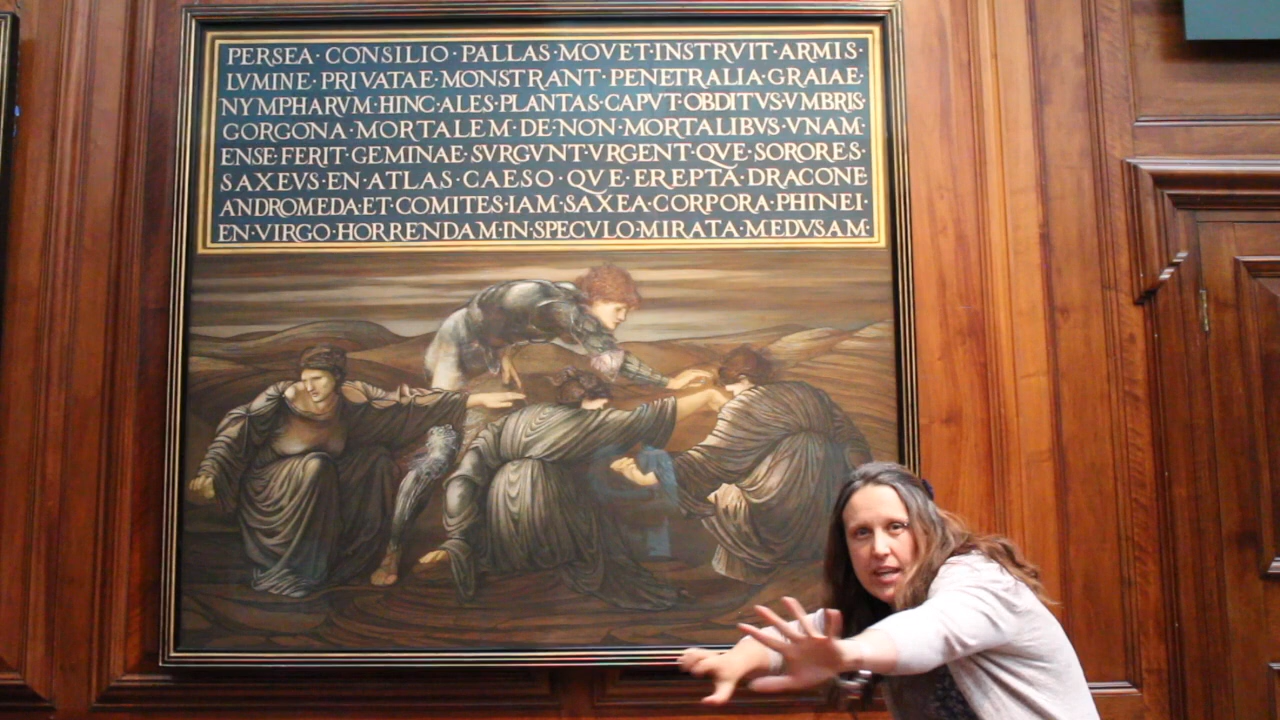 PERSEA·CONSILIO·PALLAS·MOVET·INSTRVIT·ARMIS·
LVMINE·PRIVATAE·MONSTRANT·PENETRALIA·GRAIAE·
NYMPHARVM·HINC·ALES·PLANTAS·CAPVT·OBDITVS·VMBRIS·
GORGONA·MORTALEM·DE·NON·MORTALIBVS·VNAM
ENSE·FERIT·GEMINAE·SVRGVNT·VRGENT·QVE·SORORES·
SAXEVS·EN·ATLAS·CAESO·QVE·EREPTA·DRACONE
ANDROMEDA·ET·COMITES·IAM·SAXEA·CORPORA·PHINEI·
EN·VIRGO·HORRENDAM·IN·SPECVLO·MIRATA·MEDVSAM·